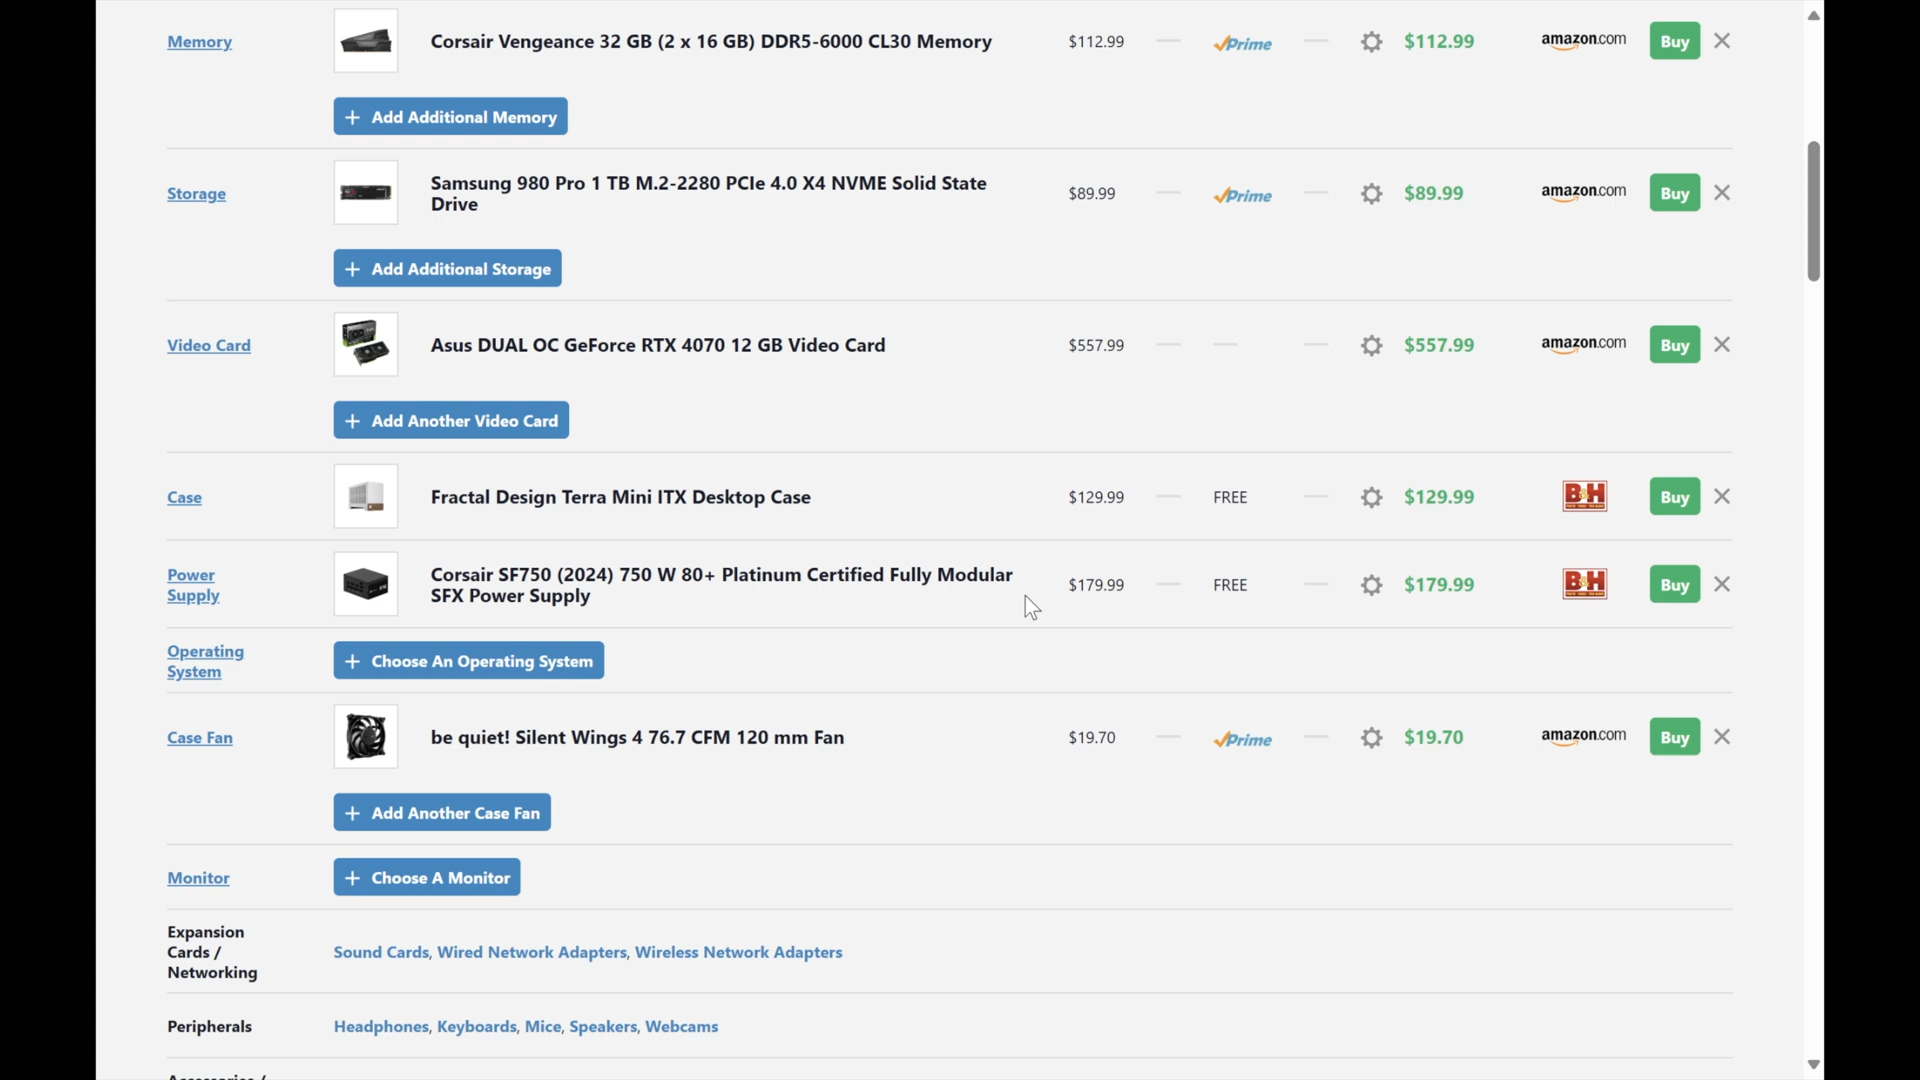 Memory
Corsair Vengeance 32 GB (2 x 16 GB) DDR5-6000 CL30 Memory
$112.99
Prime
$112.99
amazon.com
Buy
+ Add Additional Memory
Storage
Samsung 980 Pro 1 TB M.2-2280 PCIe 4.0 X4 NVME Solid State
Drive
$89.99
Prime
$89.99
amazon.com
Buy
+ Add Additional Storage
Video Card
Asus DUAL OC GeForce RTX 4070 12 GB Video Card
$557.99
$557.99
amazon.com
Buy
+ Add Another Video Card
Case
Fractal Design Terra Mini ITX Desktop Case
$129.99
FREE
$129.99
B&H
Buy
Power
Supply
Corsair SF750 (2024) 750 W 80+ Platinum Certified Fully Modular
SFX Power Supply
$179.99
FREE
$179.99
B&H
Buy
Operating
System
+ Choose An Operating System
Case Fan
be quiet! Silent Wings 4 76.7 CFM 120 mm Fan
$19.70
Prime
$19.70
amazon.com
Buy
+ Add Another Case Fan
Monitor
+ Choose A Monitor
Expansion
Cards /
Networking
Sound Cards, Wired Network Adapters, Wireless Network Adapters
Peripherals
Headphones, Keyboards, Mice, Speakers, Webcams
Accessories /